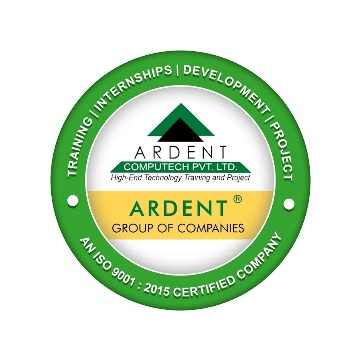 TRAINING | INTERNSHIPS | DEVELOPMENT | PROJECT
ARDENT
COMPUTECH PVT. LTD.
High-End Technology Training and Project
ARDENT ®
GROUP OF COMPANIES
AN ISO 9001 : 2015 CERTIFIED COMPANY